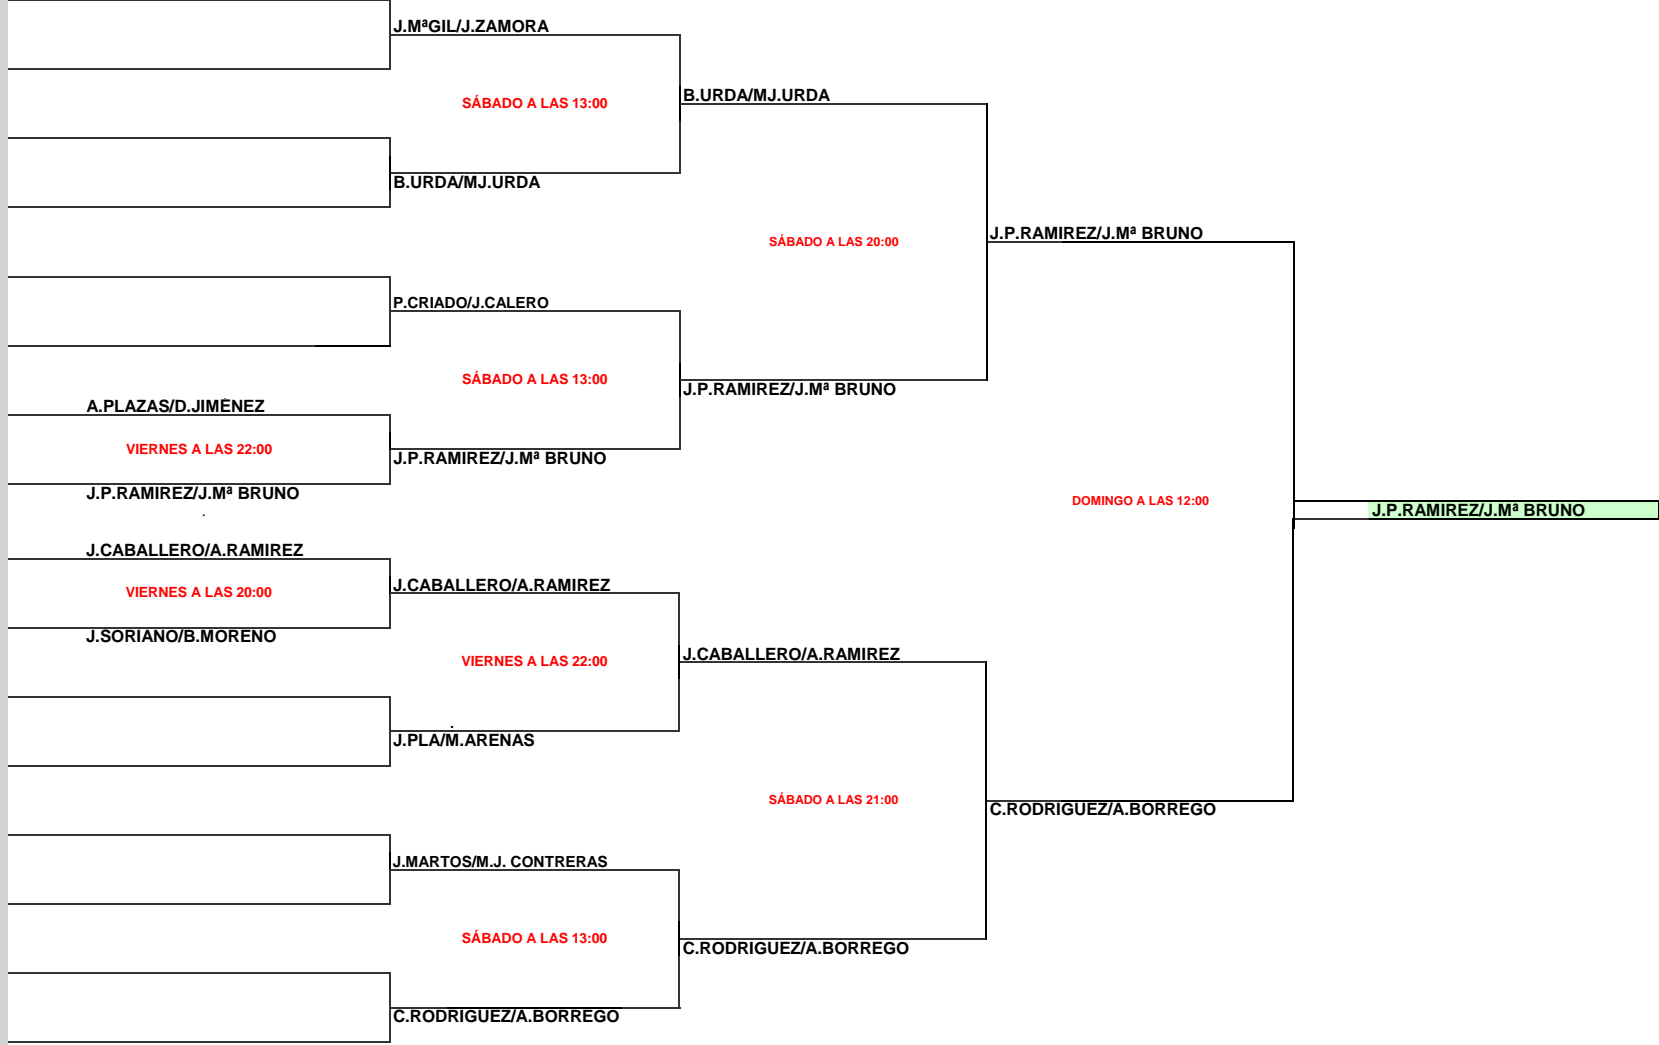 J.MªGIL/J.ZAMORA
B.URDA/MJ.URDA
SÁBADO A LAS 13:00
B.URDA/MJ.URDA
J.P.RAMIREZ/J.Mª BRUNO
SÁBADO A LAS 20:00
P.CRIADO/J.CALERO
SÁBADO A LAS 13:00
J.P.RAMIREZ/J.Mª BRUNO
A.PLAZAS/D.JIMÉNEZ
VIERNES A LAS 22:00
J.P.RAMIREZ/J.Mª BRUNO
J.P.RAMIREZ/J.Mª BRUNO
DOMINGO A LAS 12:00
J.P.RAMIREZ/J.Mª BRUNO
J.CABALLERO/A.RAMIREZ
J.CABALLERO/A.RAMIREZ
VIERNES A LAS 20:00
J.SORIANO/B.MORENO
J.CABALLERO/A.RAMIREZ
VIERNES A LAS 22:00
J.PLA/M.ARENAS
SÁBADO A LAS 21:00
C.RODRIGUEZ/A.BORREGO
J.MARTOS/M.J. CONTRERAS
SÁBADO A LAS 13:00
C.RODRIGUEZ/A.BORREGO
C.RODRIGUEZ/A.BORREGO